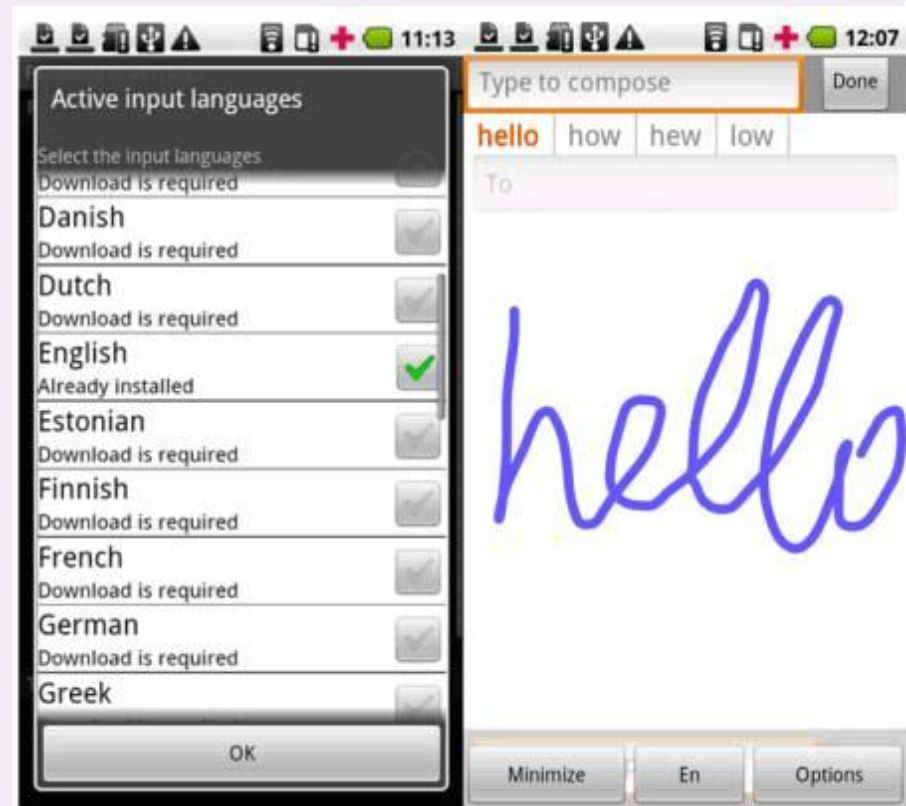 11:13
Active input languages
Select the input languages
Download is required
Danish
Download is required
Dutch
Download is required
English
Already installed
Estonian
Download is required
Finnish
Download is required
French
Download is required
German
Download is required
Greek
OK
12:07
Type to compose
Done
hello how hew low
To
hello
Minimize En Options